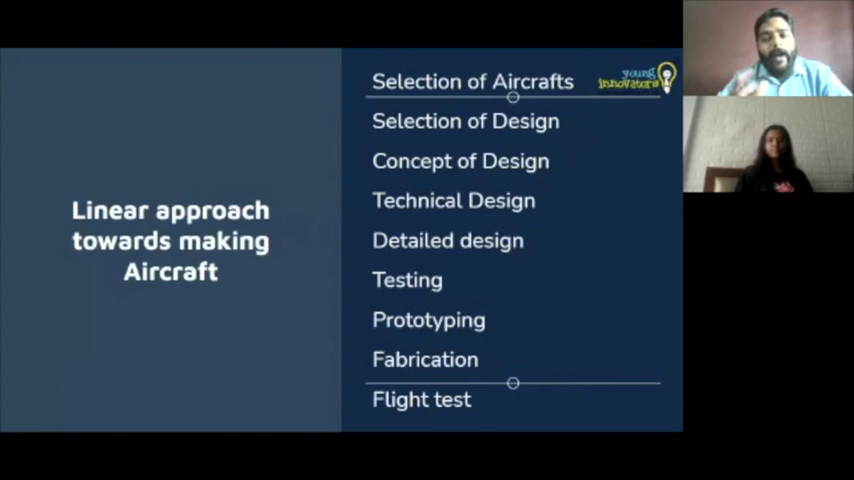 Linear approach
towards making
Aircraft
Selection of Aircrafts
young
innovators
Selection of Design
Concept of Design
Technical Design
Detailed design
Testing
Prototyping
Fabrication
Flight test